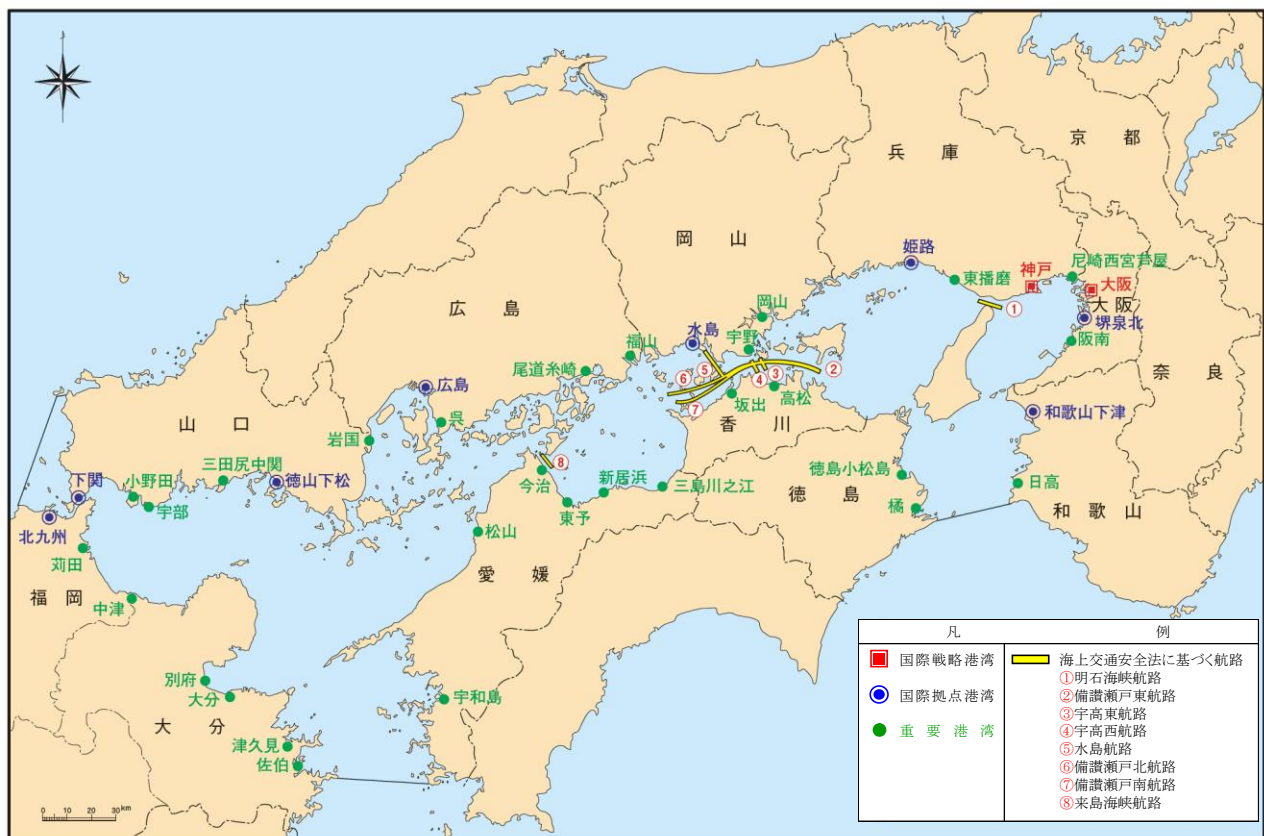 京　都
兵　庫
岡　山
姫路
東播磨
神戸
尼崎西宮芦屋
大阪
大阪
堺泉北
阪南
奈　良
①
広　島
岡山
水島
宇野
福山
尾道糸崎
⑤
⑥
⑦
④
③
②
坂出
高松
香　川
広島
呉
岩国
山　口
三田尻中関
徳山下松
小野田
宇部
下関
北九州
苅田
福　岡
中津
⑧
今治
新居浜
三島川之江
東予
松山
愛　媛
徳島小松島
徳　島
橘
和歌山下津
日高
和　歌　山
別府
大分
大　分
津久見
佐伯
宇和島
0 10 20 30km
凡　例
国際戦略港湾
国際拠点港湾
重要港湾
海上交通安全法に基づく航路
①明石海峡航路
②備讃瀬戸東航路
③宇高東航路
④宇高西航路
⑤水島航路
⑥備讃瀬戸北航路
⑦備讃瀬戸南航路
⑧来島海峡航路